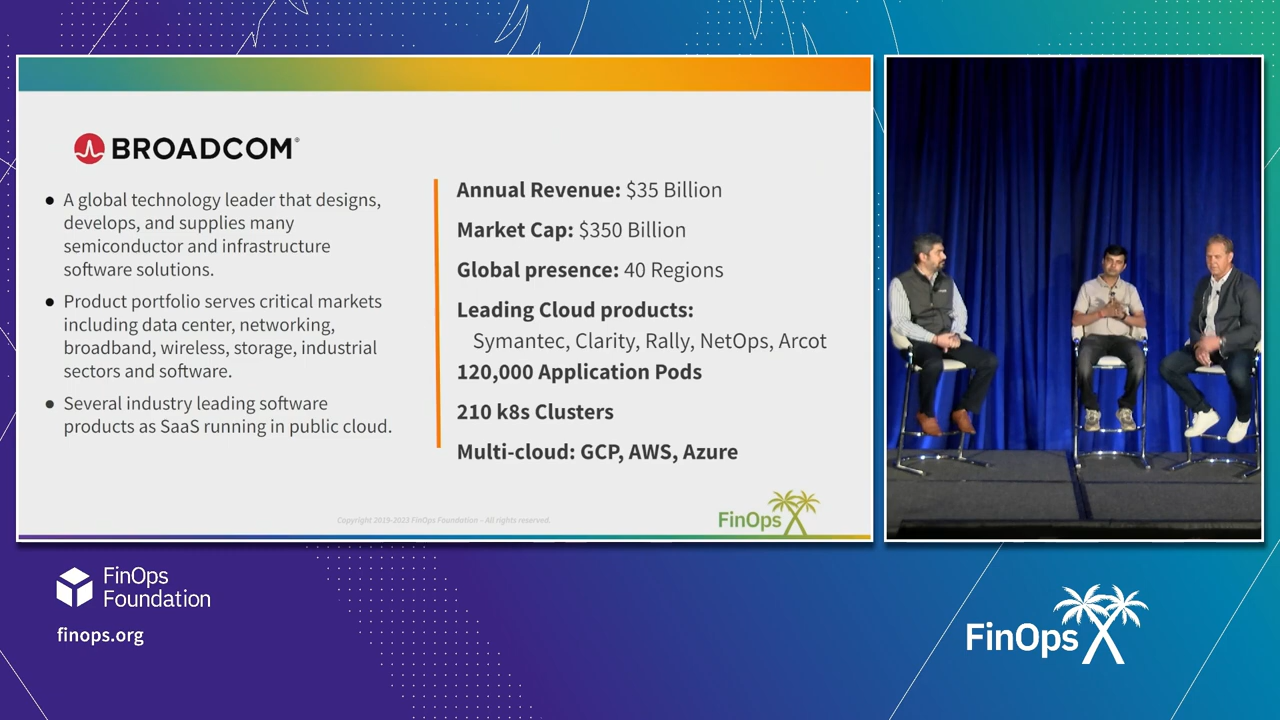 BROADCOM®
● A global technology leader that designs,
develops, and supplies many
semiconductor and infrastructure
software solutions.
● Product portfolio serves critical markets
including data center, networking,
broadband, wireless, storage, industrial
sectors and software.
● Several industry leading software
products as SaaS running in public cloud.
Annual Revenue: $35 Billion
Market Cap: $350 Billion
Global presence: 40 Regions
Leading Cloud products:
Symantec, Clarity, Rally, NetOps, Arcot
120,000 Application Pods
210 k8s Clusters
Multi-cloud: GCP, AWS, Azure
Copyright 2019-2023 FinOps Foundation – All rights reserved.
FinOps X
FinOps
Foundation
finops.org
FinOps X